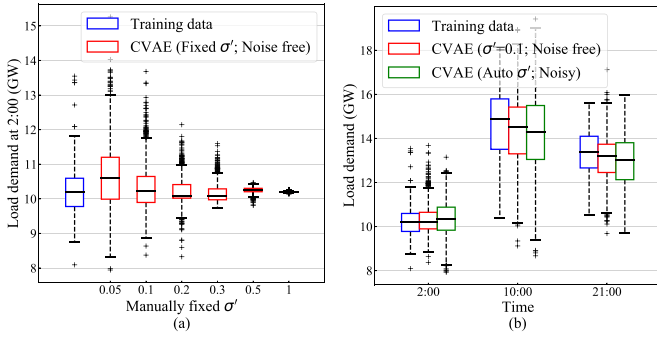 Training data
CVAE (Fixed σ′; Noise free)
Load demand at 2:00 (GW)
15
14
13
12
11
10
9
8
0.05 0.1 0.2 0.3 0.5 1
Manually fixed σ′
(a)
Training data
CVAE (σ′=0.1; Noise free)
CVAE (Auto σ′; Noisy)
Load demand (GW)
18
16
14
12
10
8
2:00 10:00 21:00
Time
(b)